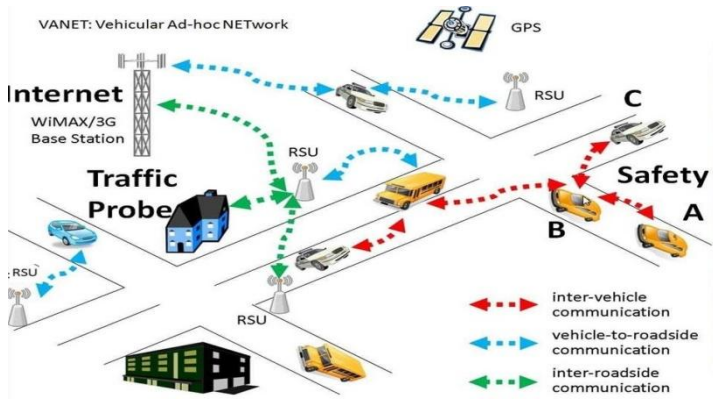 VANET: Vehicular Ad-hoc NETwork
GPS
Internet
WiMAX/3G
Base Station
RSU
C
RSU
Traffic
Probe
Safety
A
B
RSU
RSU
inter-vehicle
communication
vehicle-to-roadside
communication
inter-roadside
communication